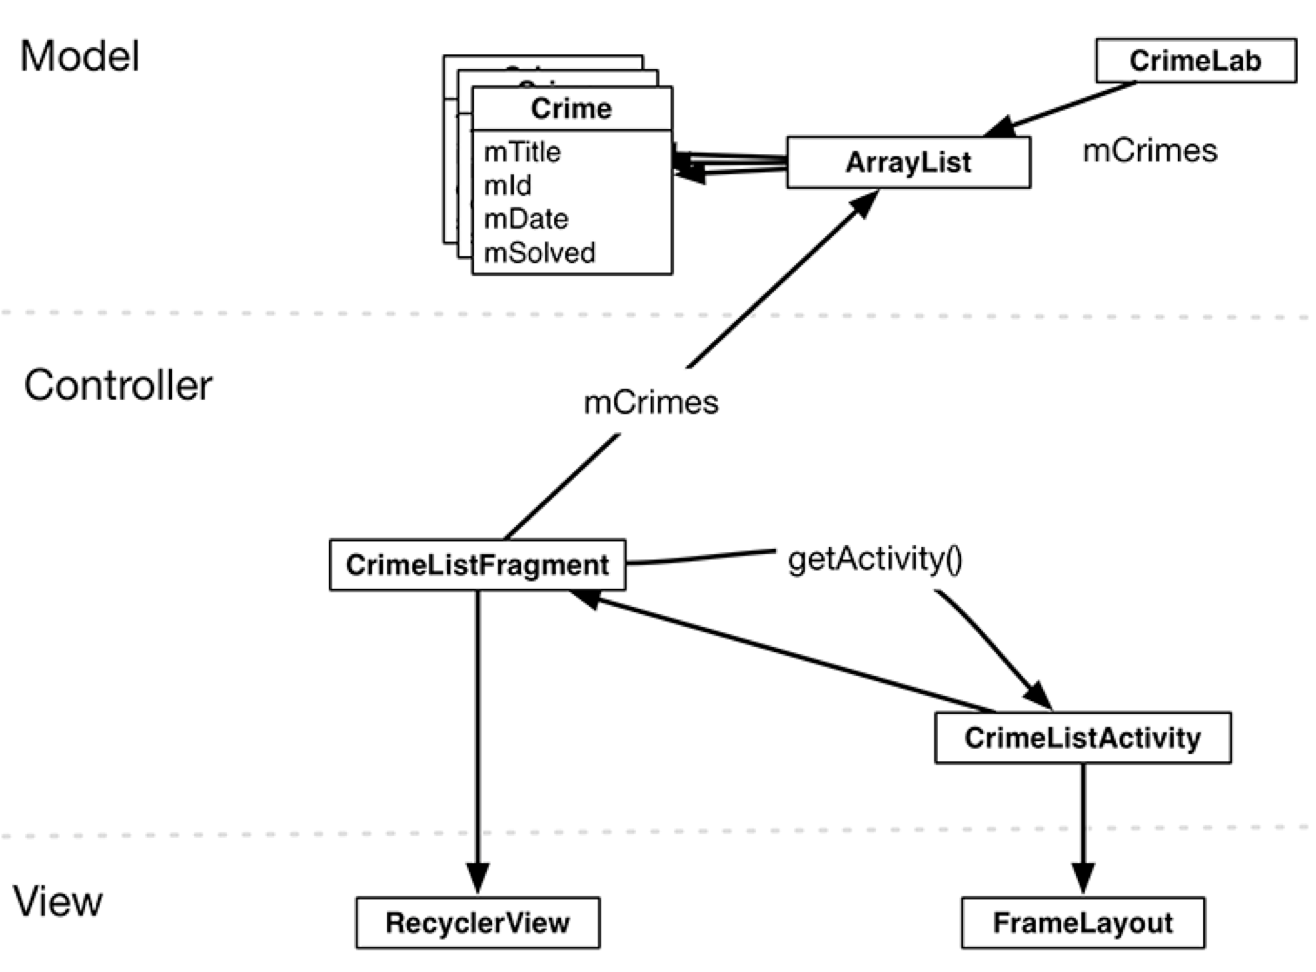 Model
CrimeLab
Crime
mTitle
mId
mDate
mSolved
ArrayList
mCrimes
Controller
mCrimes
CrimeListFragment
getActivity()
CrimeListActivity
View
RecyclerView
FrameLayout